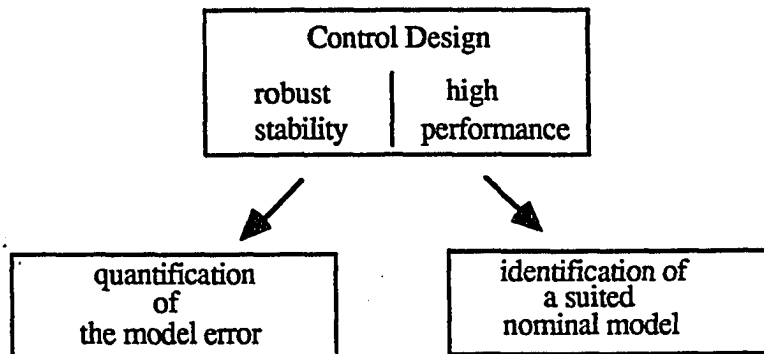 Control Design
robust
stability
high
performance
quantification
of
the model error
identification of
a suited
nominal model